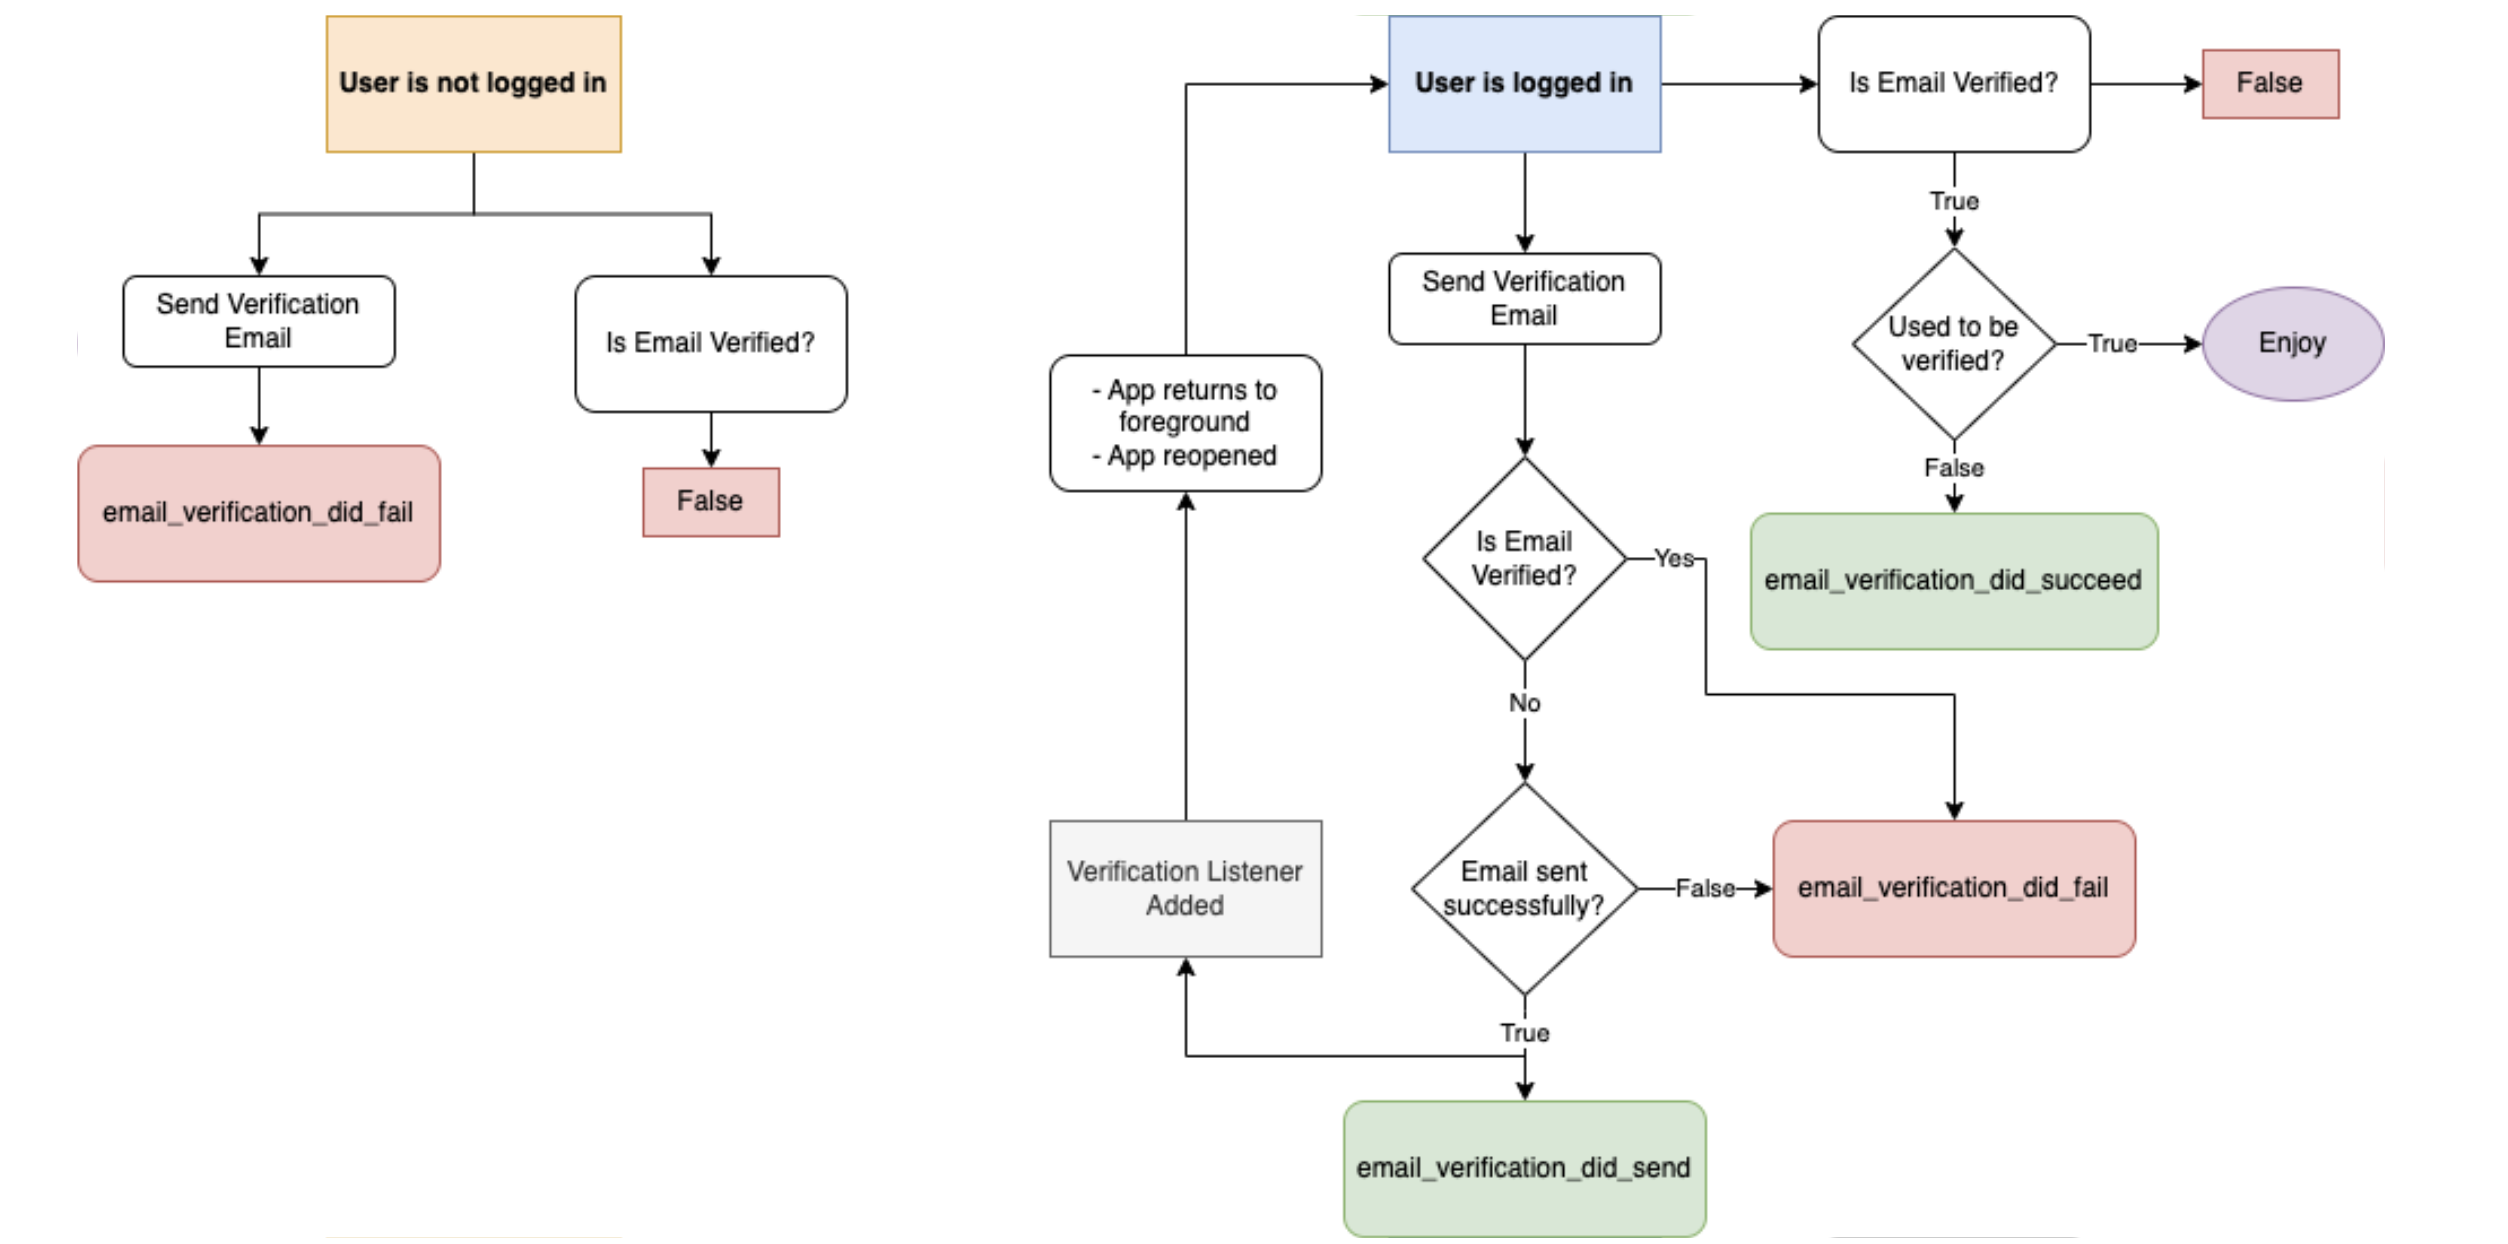 User is not logged in
Send Verification
Email
Is Email Verified?
email_verification_did_fail
False
User is logged in
Is Email Verified?
False
True
Send Verification
Email
Used to be
verified?
True
Enjoy
- App returns to
foreground
- App reopened
False
Is Email
Verified?
Yes
email_verification_did_succeed
No
Verification Listener
Added
Email sent
successfully?
False
email_verification_did_fail
True
email_verification_did_send